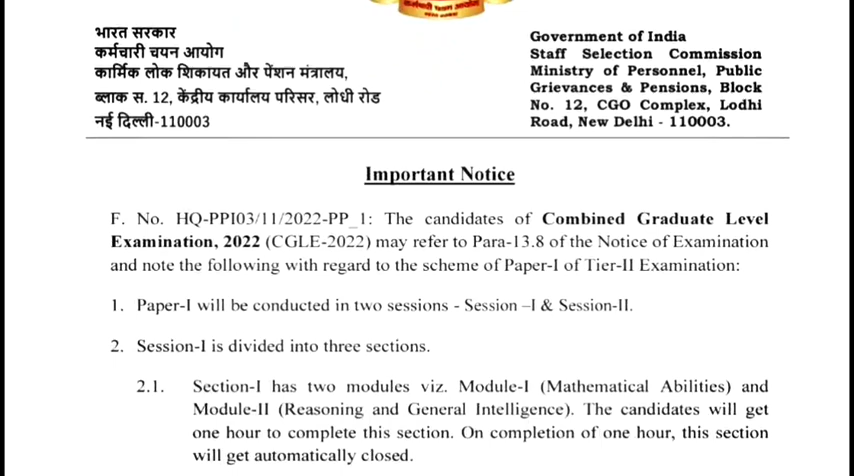 कर्मचारी चयन आयोग
भारत सरकार
कर्मचारी चयन आयोग
कार्मिक लोक शिकायत और पेंशन मंत्रालय,
ब्लाक स. 12, केंद्रीय कार्यालय परिसर, लोधी रोड
नई दिल्ली-110003
Government of India
Staff Selection Commission
Ministry of Personnel, Public
Grievances & Pensions, Block
No. 12, CGO Complex, Lodhi
Road, New Delhi - 110003.
Important Notice
F. No. HQ-PPI03/11/2022-PP_1: The candidates of Combined Graduate Level
Examination, 2022 (CGLE-2022) may refer to Para-13.8 of the Notice of Examination
and note the following with regard to the scheme of Paper-I of Tier-II Examination:
1. Paper-I will be conducted in two sessions - Session –I & Session-II.
2. Session-I is divided into three sections.
2.1. Section-I has two modules viz. Module-I (Mathematical Abilities) and
Module-II (Reasoning and General Intelligence). The candidates will get
one hour to complete this section. On completion of one hour, this section
will get automatically closed.